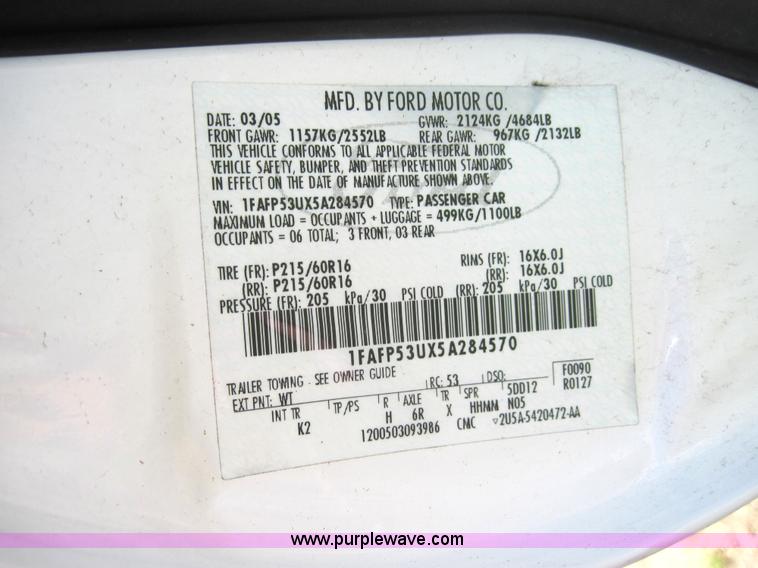 MFD. BY FORD MOTOR CO.
DATE: 03/05 GVWR: 2124KG /4684LB
FRONT GAWR: 1157KG/2552LB REAR GAWR: 967KG /2132LB
THIS VEHICLE CONFORMS TO ALL APPLICABLE FEDERAL MOTOR
VEHICLE SAFETY, BUMPER, AND THEFT PREVENTION STANDARDS
IN EFFECT ON THE DATE OF MANUFACTURE SHOWN ABOVE.
VIN: 1FAFP53UX5A284570 TYPE: PASSENGER CAR
MAXIMUM LOAD = OCCUPANTS + LUGGAGE = 499KG/1100LB
OCCUPANTS = 06 TOTAL; 3 FRONT, 03 REAR
TIRE (FR): P215/60R16 RIMS (FR): 16X6.0J
(RR): P215/60R16 (RR): 16X6.0J
PRESSURE (FR): 205 kPa/30 PSI COLD (RR): 205 kPa/30 PSI COLD
1FAFP53UX5A284570
TRAILER TOWING - SEE OWNER GUIDE
EXT PNT: WT RC: 53 DSO: F0090
INT TR TP/PS R AXLE TR SPR 5DD12 R0127
K2 H 6R X HHMM N05
1200503093986 CMC ▽2U5A-5420472-AA
www.purplewave.com